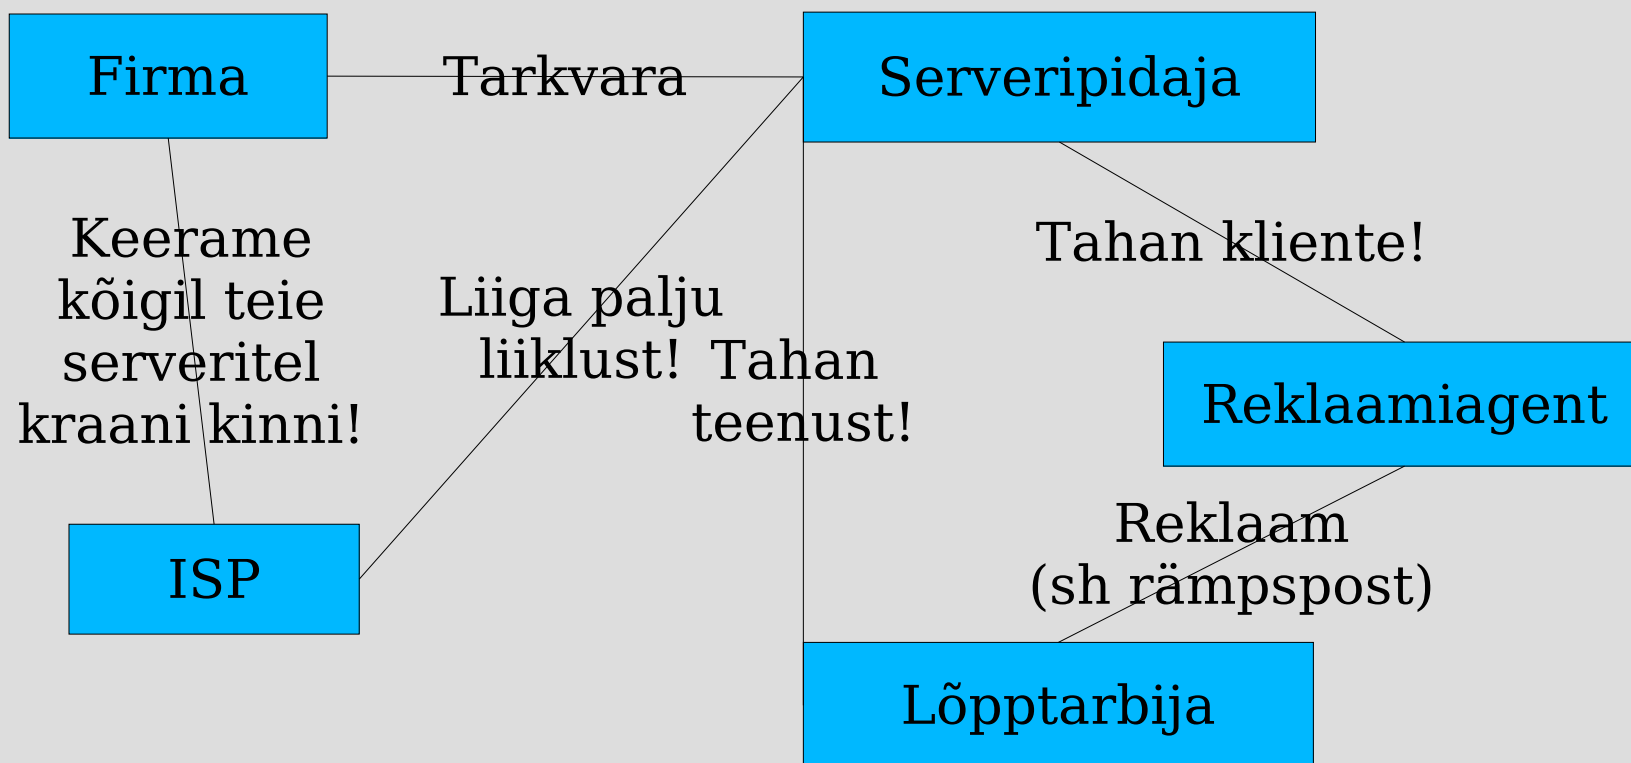 Firma
Tarkvara
Serveripidaja
Keerame
kõigil teie
serveritel
kraani kinni!
Liiga palju
liiklust!
Tahan
teenust!
Tahan kliente!
Reklaamiagent
Reklaam
(sh rämpspost)
ISP
Lõpptarbija